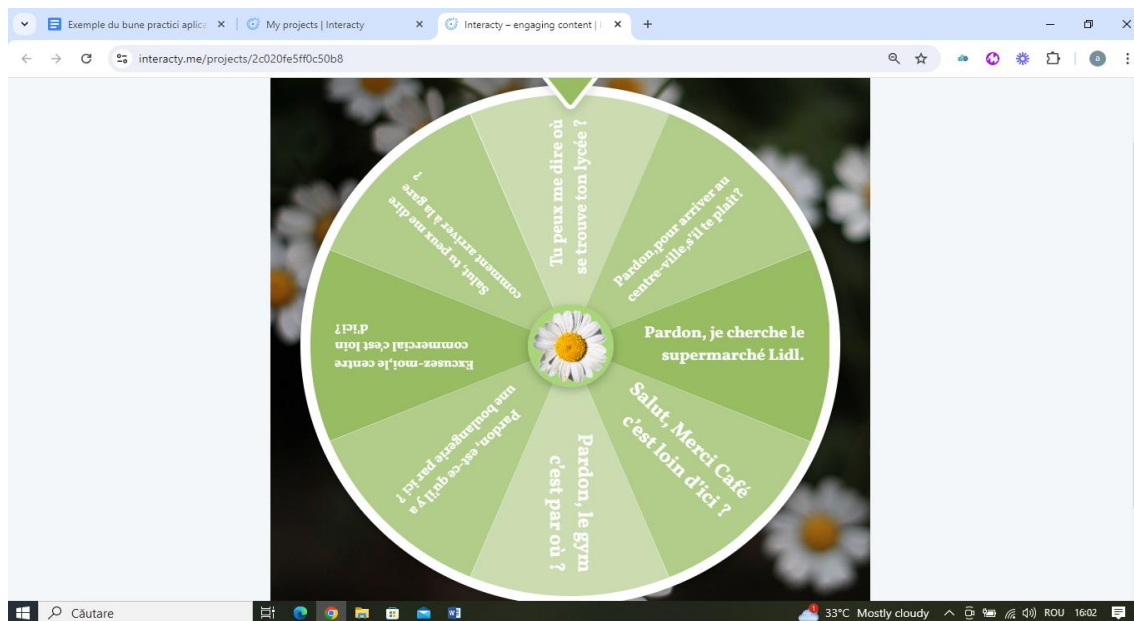 Exemple du bune practici aplica
My projects | Interacty
Interacty – engaging content |
interacty.me/projects/2c020fe5ff0c50b8
a
Tu peux me dire où
se trouve ton lycée ?
Pardon,pour arriver au
centre-ville,s'il te plaît?
Pardon, je cherche le
supermarché Lidl.
Salut, Merci Café
c'est loin d'ici ?
Pardon, le gym
c'est par où ?
Pardon, est-ce qu'il y a
une boulangerie par ici ?
Excusez-moi,le centre
commercial c'est loin
d'ici?
Salut, tu peux me dire
comment arriver à la gare
?
Căutare
33°C Mostly cloudy
ROU
16:02